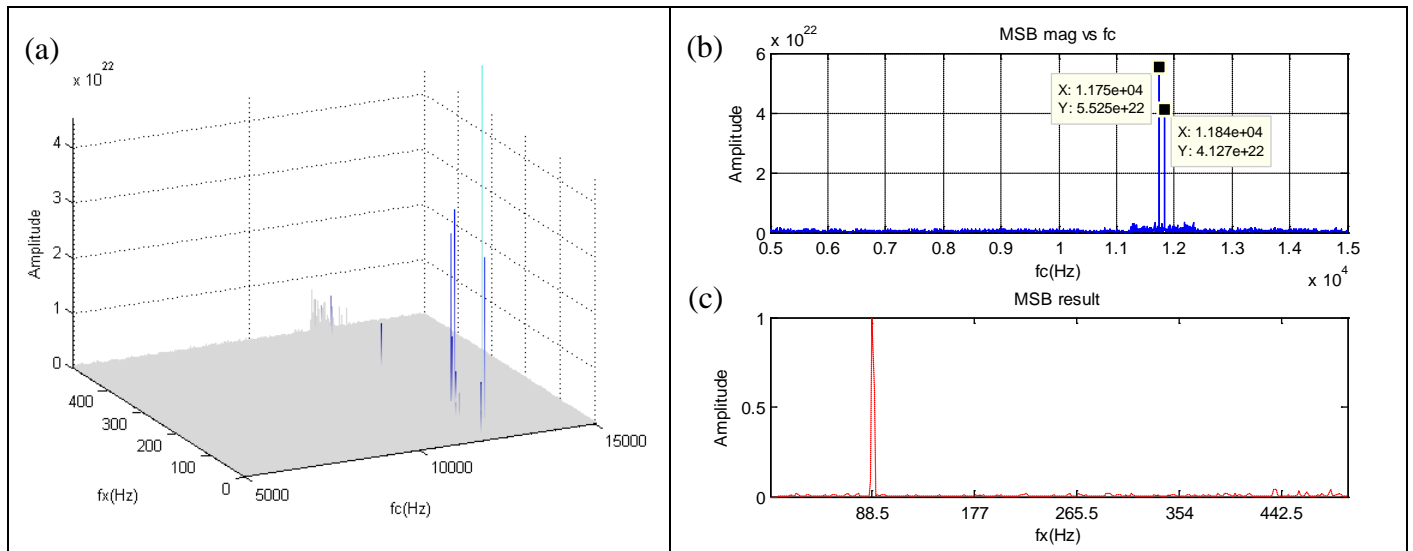 (a)
x 10^22
4
3
2
1
0
Amplitude
400
300
200
100
0
fx(Hz)
5000
10000
15000
fc(Hz)
(b)
x 10^22
MSB mag vs fc
6
4
2
0
Amplitude
X: 1.175e+04
Y: 5.525e+22
X: 1.184e+04
Y: 4.127e+22
0.5 0.6 0.7 0.8 0.9 1 1.1 1.2 1.3 1.4 1.5
fc(Hz)
x 10^4
(c)
MSB result
1
0.5
0
Amplitude
88.5 177 265.5 354 442.5
fx(Hz)